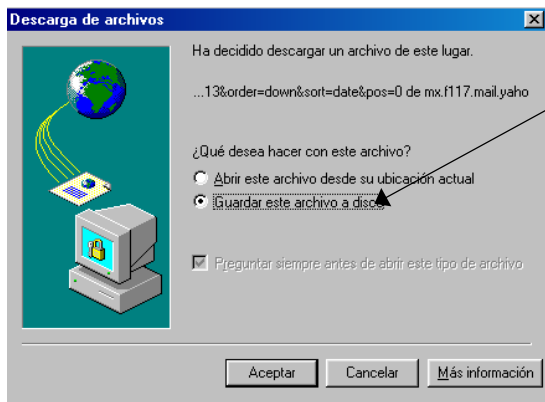 Descarga de archivos
Ha decidido descargar un archivo de este lugar.
...13&order=down&sort=date&pos=0 de mx.f117.mail.yaho
¿Qué desea hacer con este archivo?
Abrir este archivo desde su ubicación actual
Guardar este archivo a disco
Preguntar siempre antes de abrir este tipo de archivo
Aceptar Cancelar Más información